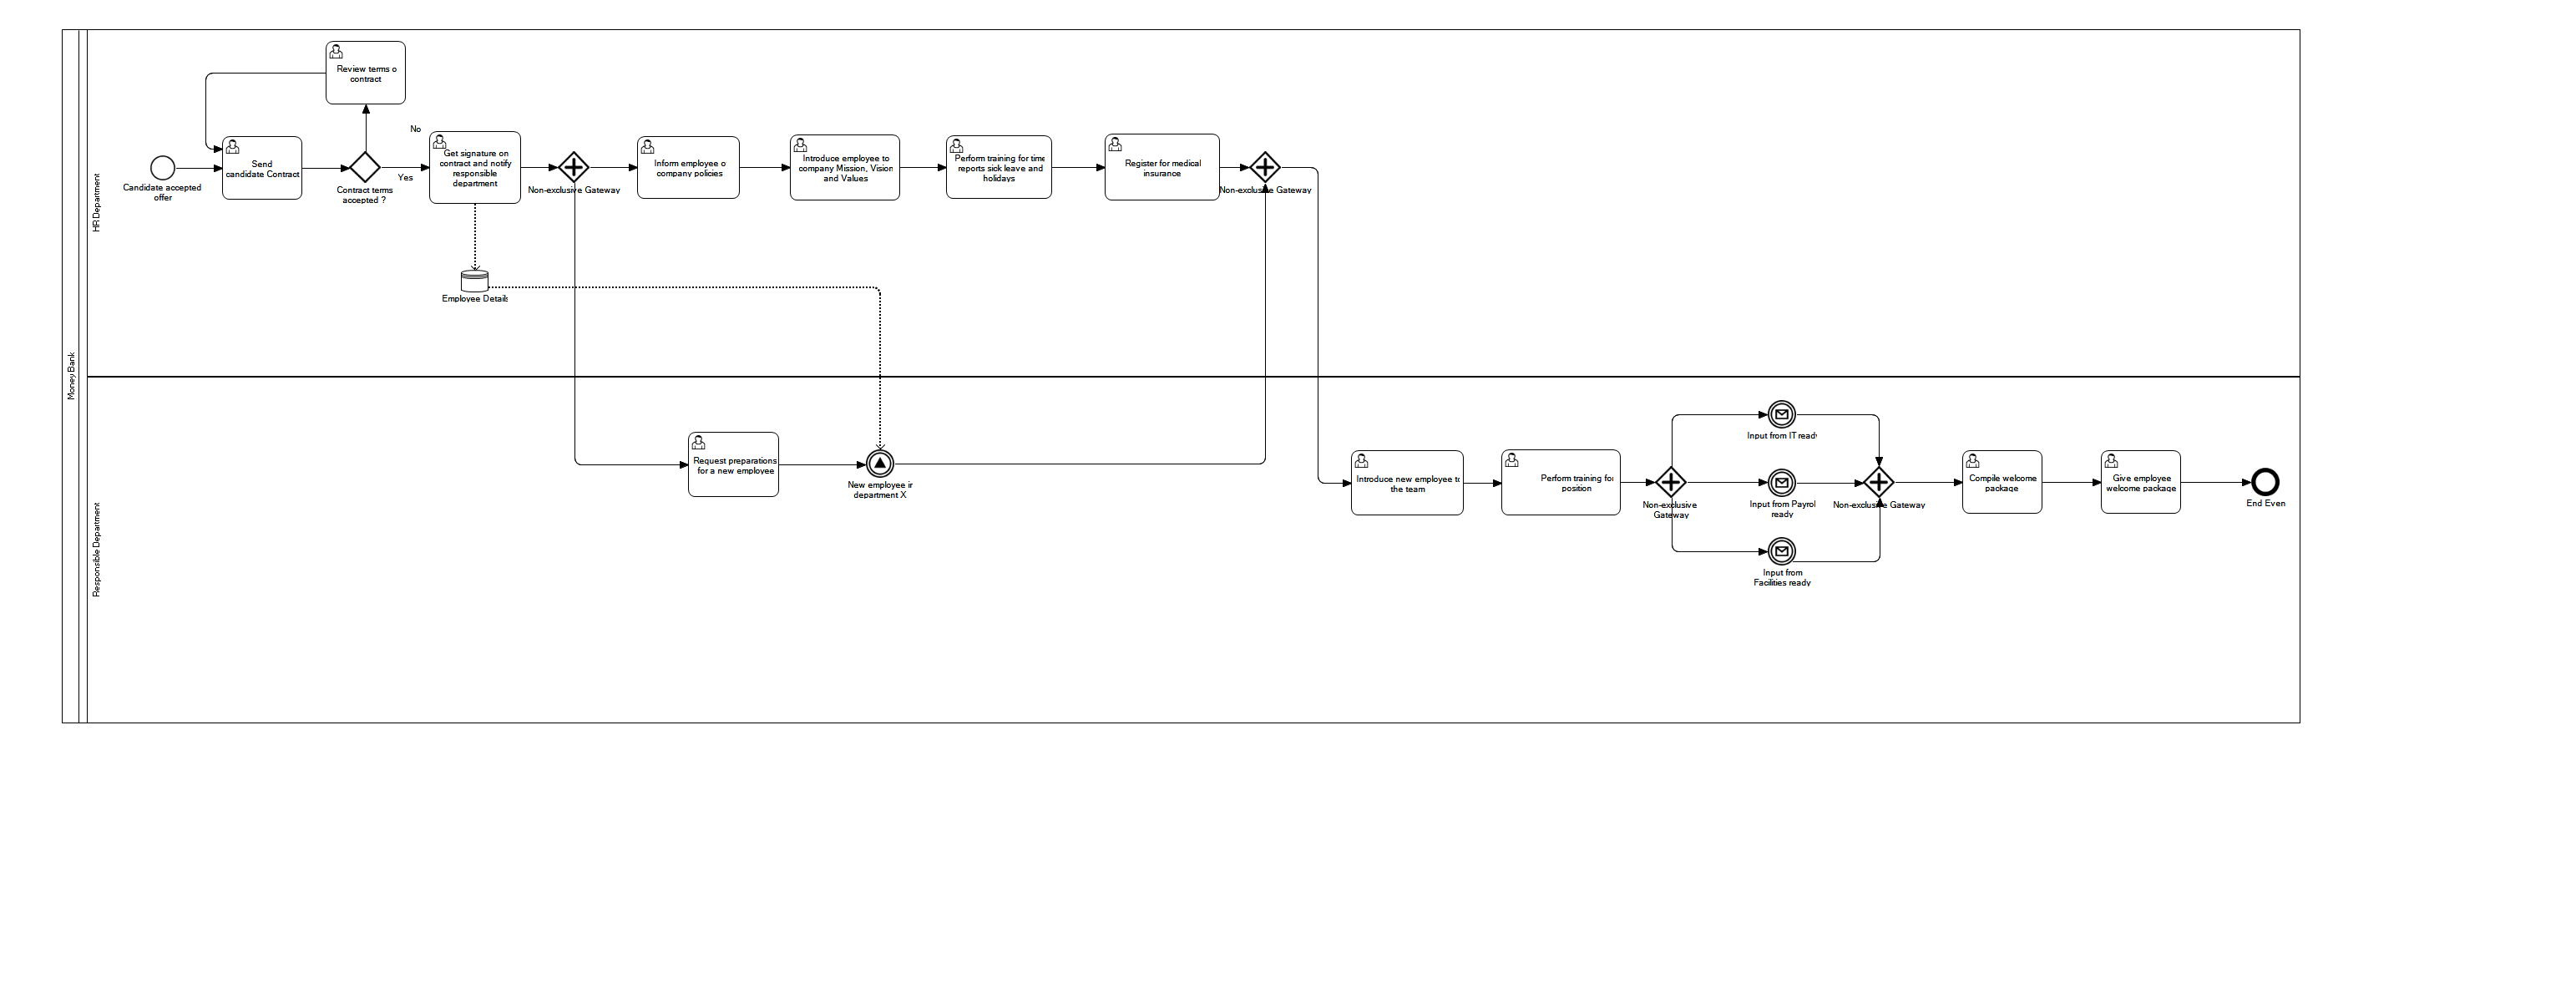 Money Bank
HR Department
Review terms o
contract
No
Candidate accepted
offer
Send
candidate Contract
Contract terms
accepted ?
Yes
Get signature on
contract and notify
responsible
department
Non-exclusive Gateway
Inform employee o
company policies
Introduce employee to
company Mission, Vision
and Values
Perform training for time
reports sick leave and
holidays
Register for medical
insurance
Non-exclusive Gateway
Employee Details
Responsible Department
Request preparations
for a new employee
New employee in
department X
Introduce new employee to
the team
Perform training for
position
Non-exclusive
Gateway
Input from IT ready
Input from Payrol
ready
Input from
Facilities ready
Non-exclusive Gateway
Compile welcome
package
Give employee
welcome package
End Even